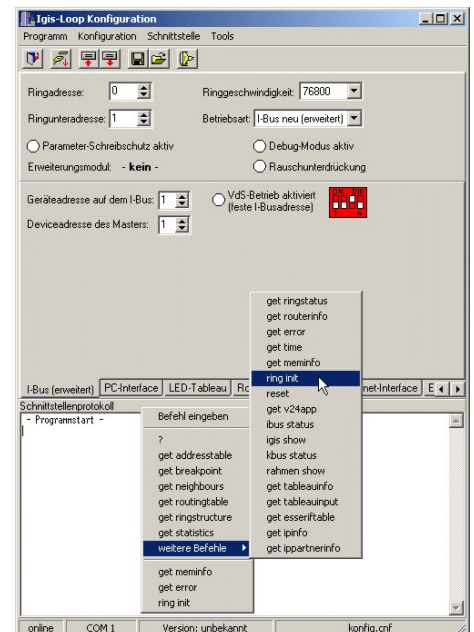 Igis-Loop Konfiguration
Programm Konfiguration Schnittstelle Tools
Ringadresse: 0 Ringgeschwindigkeit: 76800
Ringunteradresse: 1 Betriebsart: I-Bus neu (erweitert)
Parameter-Schreibschutz aktiv Debug-Modus aktiv
Erweiterungsmodul: - kein - Rauschunterdrückung
Geräteadresse auf dem I-Bus: 1 VdS-Betrieb aktiviert
(feste I-Busadresse)
ON DIP
1 4
Deviceadresse des Masters: 1
get ringstatus
get routerinfo
get error
get time
get meminfo
ring init
reset
get v24app
ibus status
igis show
kbus status
rahmen show
get tableauinfo
get tableauinput
get esseriftable
get ipinfo
get ippartnerinfo
I-Bus (erweitert) PC-Interface LED-Tableau net-Interface E
Schnittstellenprotokoll
- Programmstart -
Befehl eingeben
?
get addresstable
get breakpoint
get neighbours
get routingtable
get ringstructure
get statistics
weitere Befehle
get meminfo
get error
ring init
online COM 1 Version: unbekannt konfig.cnf